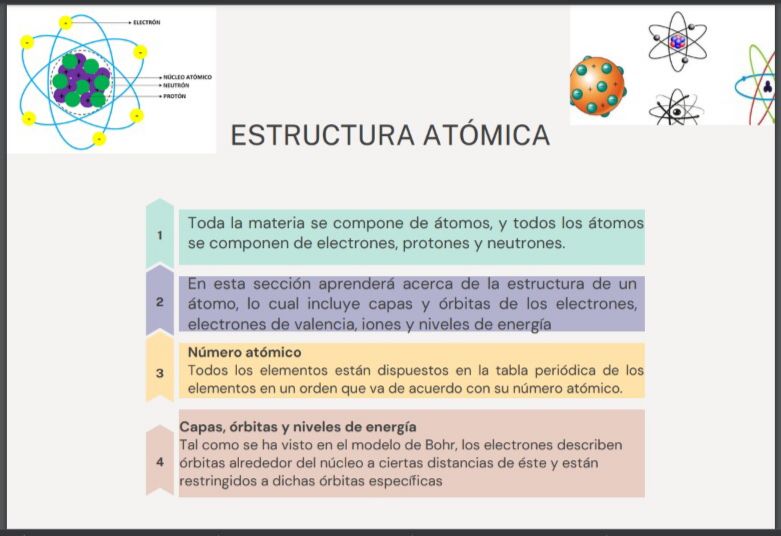 ELECTRÓN
NÚCLEO ATÓMICO
NEUTRÓN
PROTÓN
ESTRUCTURA ATÓMICA
1
Toda la materia se compone de átomos, y todos los átomos
se componen de electrones, protones y neutrones.
2
En esta sección aprenderá acerca de la estructura de un
átomo, lo cual incluye capas y órbitas de los electrones,
electrones de valencia, iones y niveles de energía
3
Número atómico
Todos los elementos están dispuestos en la tabla periódica de los
elementos en un orden que va de acuerdo con su número atómico.
4
Capas, órbitas y niveles de energía
Tal como se ha visto en el modelo de Bohr, los electrones describen
órbitas alrededor del núcleo a ciertas distancias de éste y están
restringidos a dichas órbitas específicas